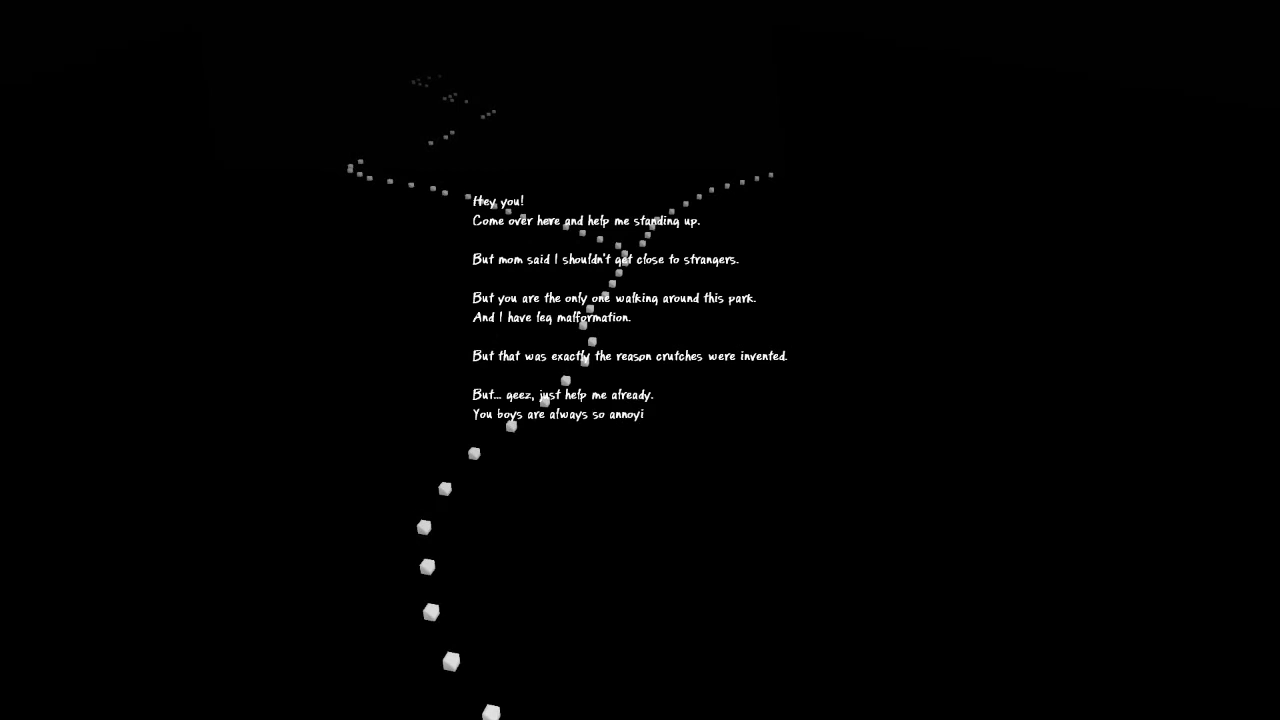 Hey you!
Come over here and help me standing up.
But mom said I shouldn't get close to strangers.
But you are the only one walking around this park.
And I have leg malformation.
But that was exactly the reason crutches were invented.
But... geez, just help me already.
You boys are always so annoyi